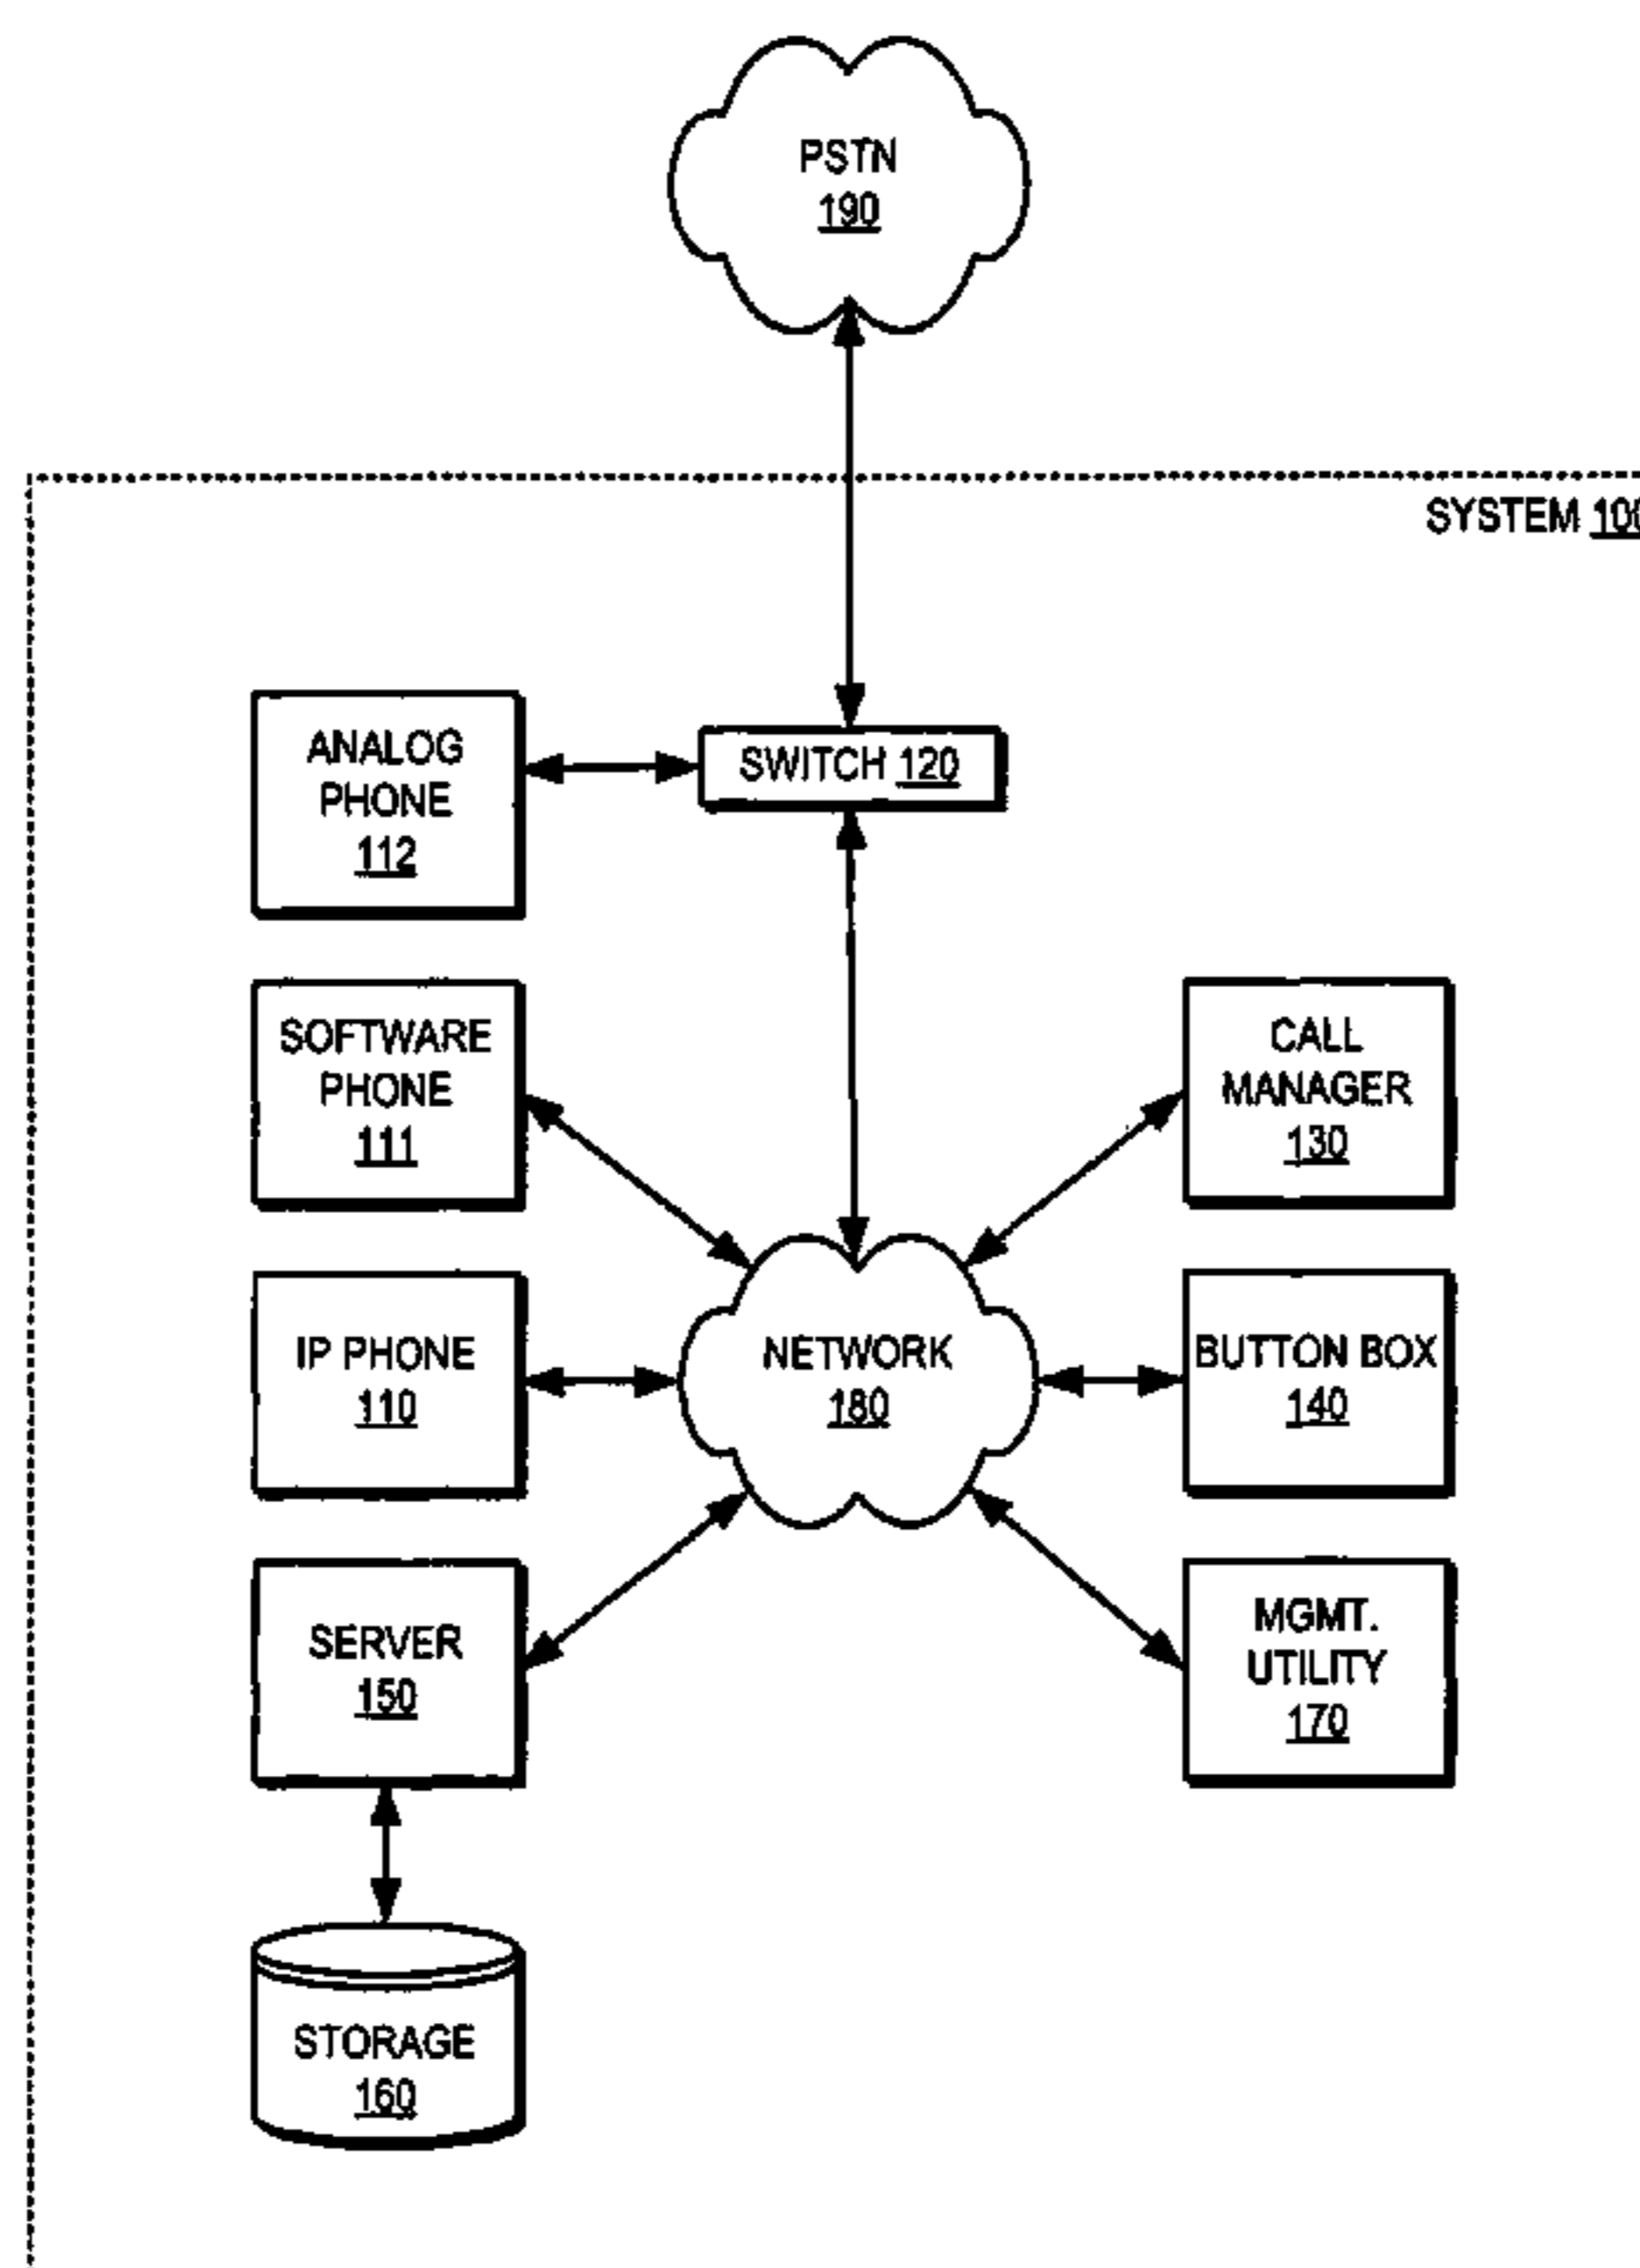 PSTN
190
SYSTEM 100
ANALOG
PHONE
112
SWITCH 120
SOFTWARE
PHONE
111
CALL
MANAGER
130
IP PHONE
110
NETWORK
180
BUTTON BOX
140
SERVER
150
MGMT.
UTILITY
170
STORAGE
160